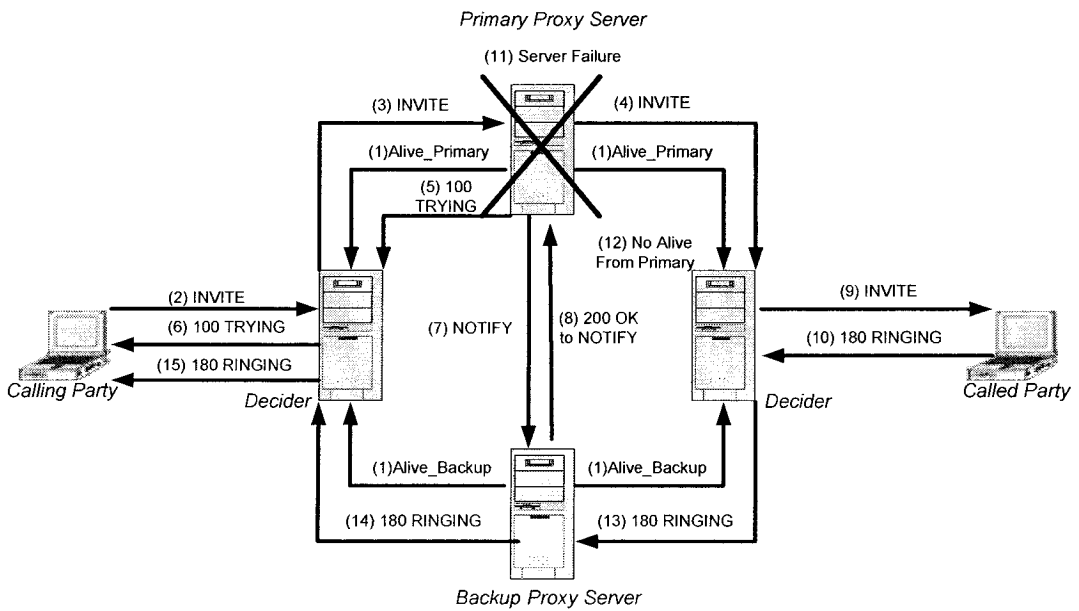 Primary Proxy Server
(11) Server Failure
(3) INVITE
(4) INVITE
(1)Alive_Primary
(1)Alive_Primary
(5) 100
TRYING
(12) No Alive
From Primary
(2) INVITE
(9) INVITE
(6) 100 TRYING
(7) NOTIFY
(8) 200 OK
to NOTIFY
(10) 180 RINGING
(15) 180 RINGING
Calling Party
Decider
Decider
Called Party
(1)Alive_Backup
(1)Alive_Backup
(14) 180 RINGING
(13) 180 RINGING
Backup Proxy Server